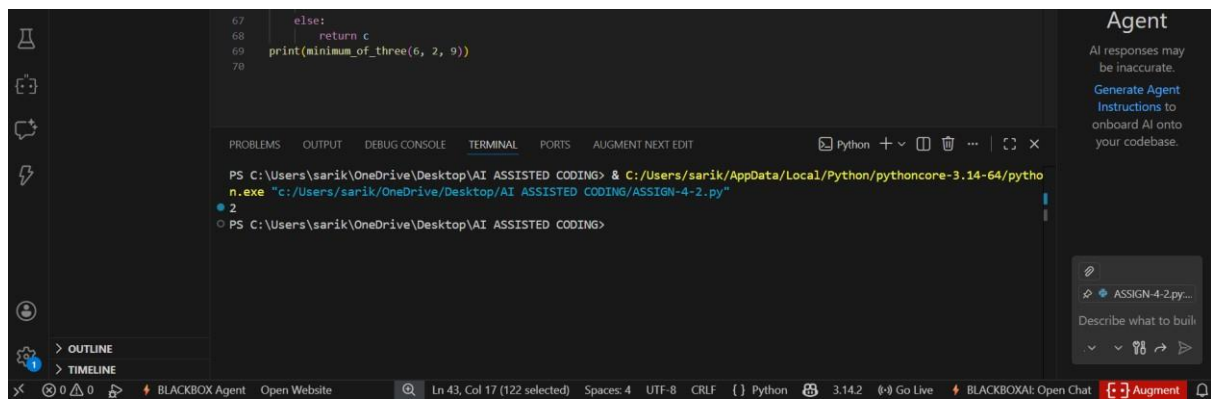 67 else:
68 return c
69 print(minimum_of_three(6, 2, 9))
70
PROBLEMS OUTPUT DEBUG CONSOLE TERMINAL PORTS AUGMENT NEXT EDIT Python
PS C:\Users\sarik\OneDrive\Desktop\AI ASSISTED CODING> & C:/Users/sarik/AppData/Local/Python/pythoncore-3.14-64/pytho
n.exe "c:/Users/sarik/OneDrive/Desktop/AI ASSISTED CODING/ASSIGN-4-2.py"
2
PS C:\Users\sarik\OneDrive\Desktop\AI ASSISTED CODING>
Agent
AI responses may
be inaccurate.
Generate Agent
Instructions to
onboard AI onto
your codebase.
ASSIGN-4-2.py:...
Describe what to buil
> OUTLINE
> TIMELINE
1
0 0 BLACKBOX Agent Open Website Ln 43, Col 17 (122 selected) Spaces: 4 UTF-8 CRLF {} Python 3.14.2 Go Live BLACKBOXAI: Open Chat Augment